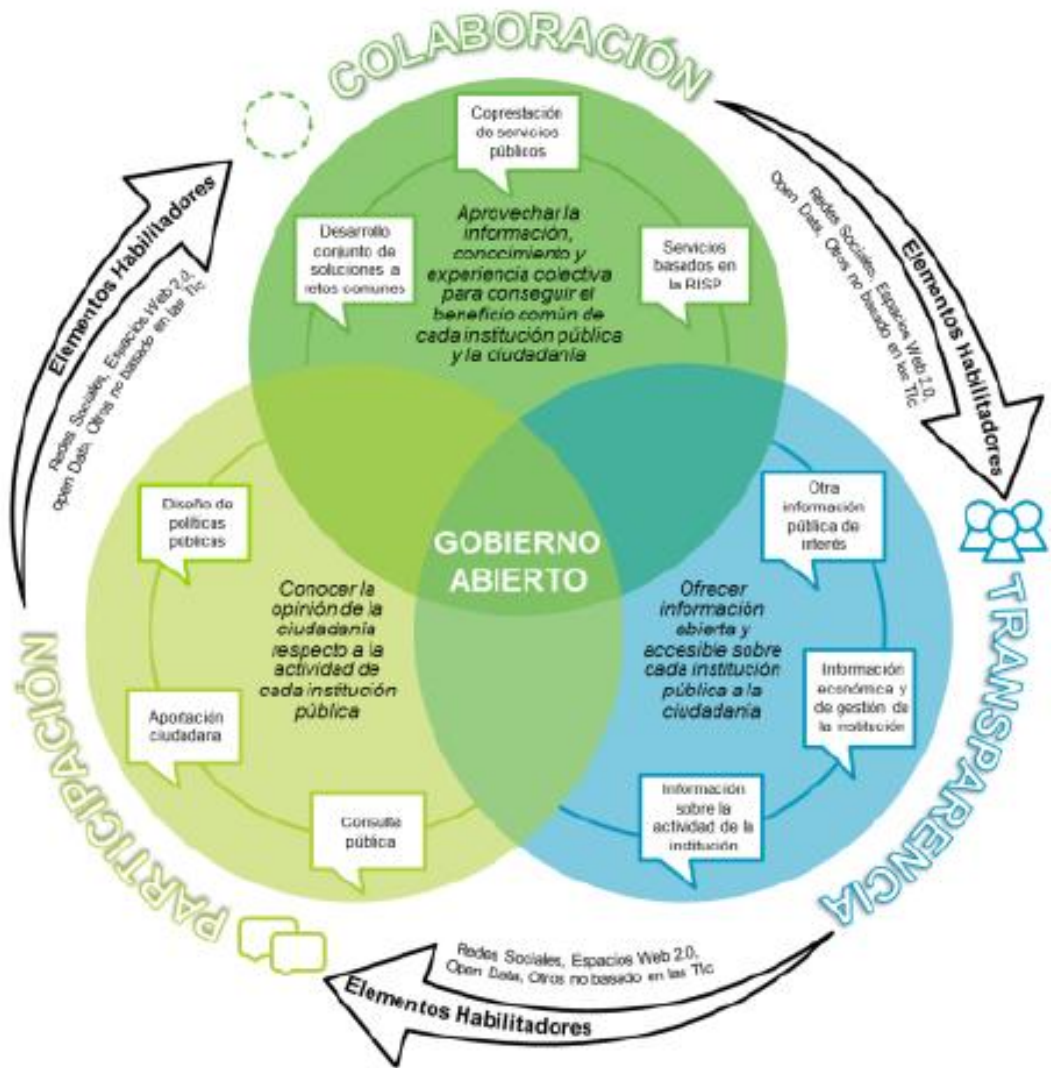 COLABORACIÓN
Coprestación
de servicios
públicos
Desarrollo
conjunto de
soluciones a
retos comunes
Aprovechar la
información,
conocimiento y
experiencia colectiva
para conseguir el
beneficio común de
cada institución pública
y la ciudadanía
Servicios
basados en
la RISP
Elementos Habilitadores
Redes Sociales, Espacios Web 2.0,
open Data, Otros no basado en las Tic
Elementos Habilitadores
Redes Sociales, Espacios Web 2.0,
Open Data, Otros no basado en las Tic
GOBIERNO
ABIERTO
PARTICIPACIÓN
Diseño de
políticas
públicas
Conocer la
opinión de la
ciudadanía
respecto a la
actividad de
cada institución
pública
Aportación
ciudadana
Consulta
pública
TRANSPARENCIA
Otra
información
pública de
interés
Ofrecer
información
abierta y
accesible sobre
cada institución
pública a la
ciudadanía
Información
económica y
de gestión de
la institución
Información
sobre la
actividad de la
institución
Redes Sociales, Espacios Web 2.0,
Open Data, Otros no basado en las Tic
Elementos Habilitadores